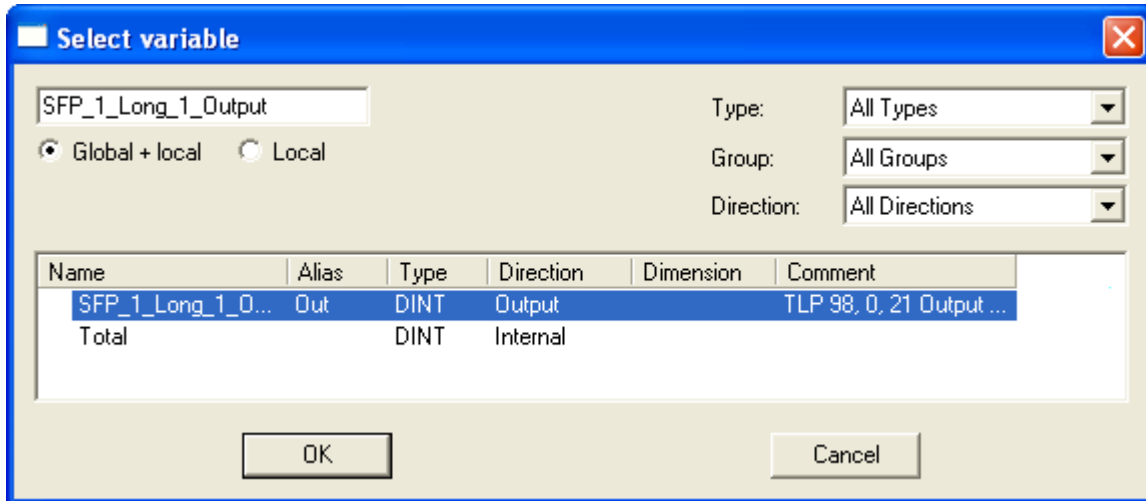 Select variable
SFP_1_Long_1_Output
Type: All Types
Global + local Local
Group: All Groups
Direction: All Directions
Name Alias Type Direction Dimension Comment
SFP_1_Long_1_O... Out DINT Output TLP 98, 0, 21 Output ...
Total DINT Internal
OK Cancel